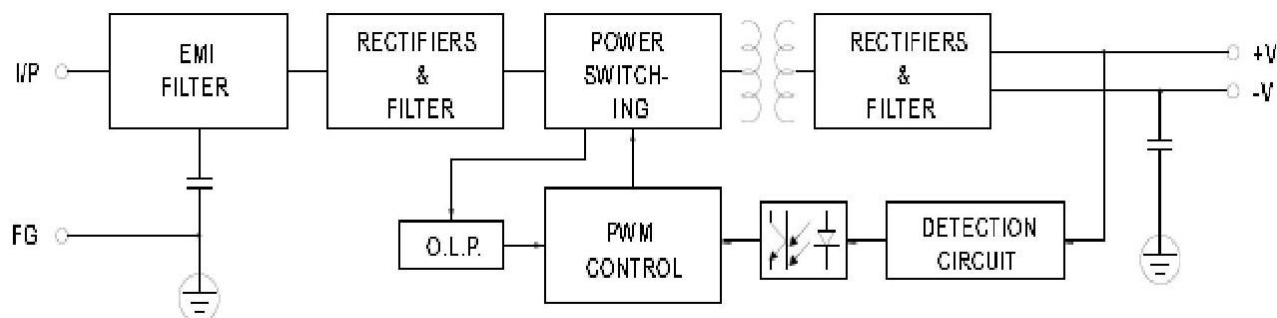 I/P
EMI
FILTER
RECTIFIERS
&
FILTER
POWER
SWITCH-
ING
RECTIFIERS
&
FILTER
+V
-V
FG
O.L.P.
PWM
CONTROL
DETECTION
CIRCUIT